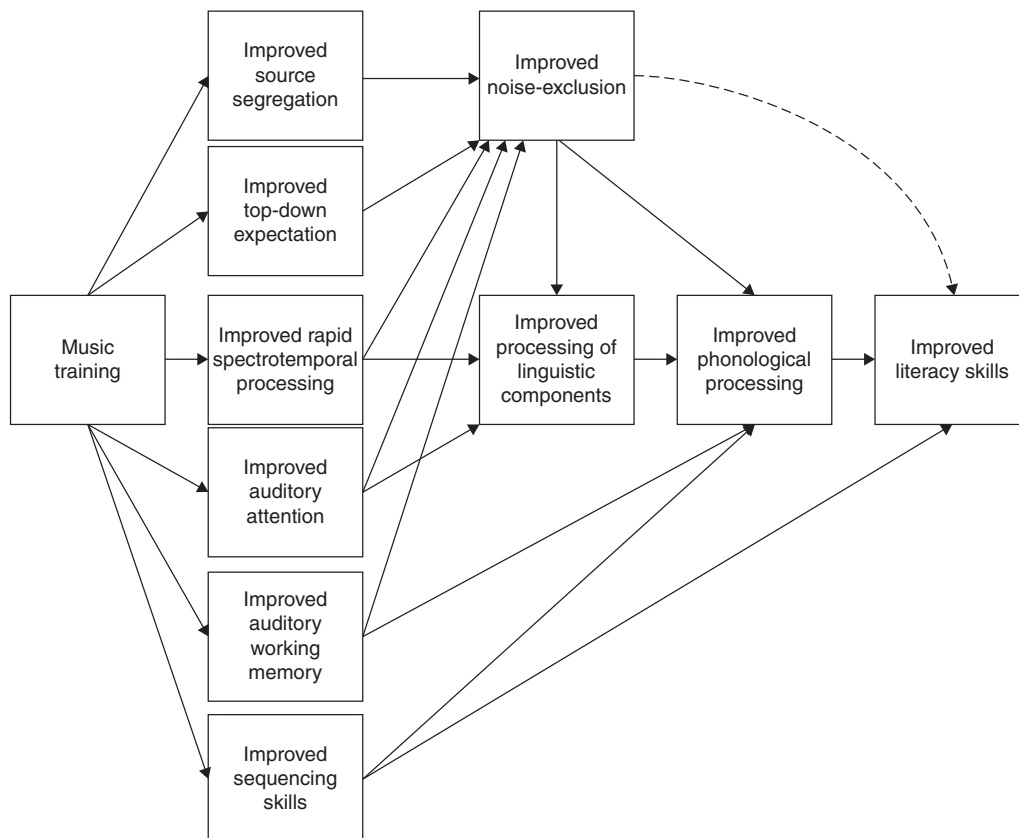 Improved
source
segregation
Improved
noise-exclusion
Improved
top-down
expectation
Music
training
Improved rapid
spectrotemporal
processing
Improved
processing of
linguistic
components
Improved
phonological
processing
Improved
literacy skills
Improved
auditory
attention
Improved
auditory
working
memory
Improved
sequencing
skills